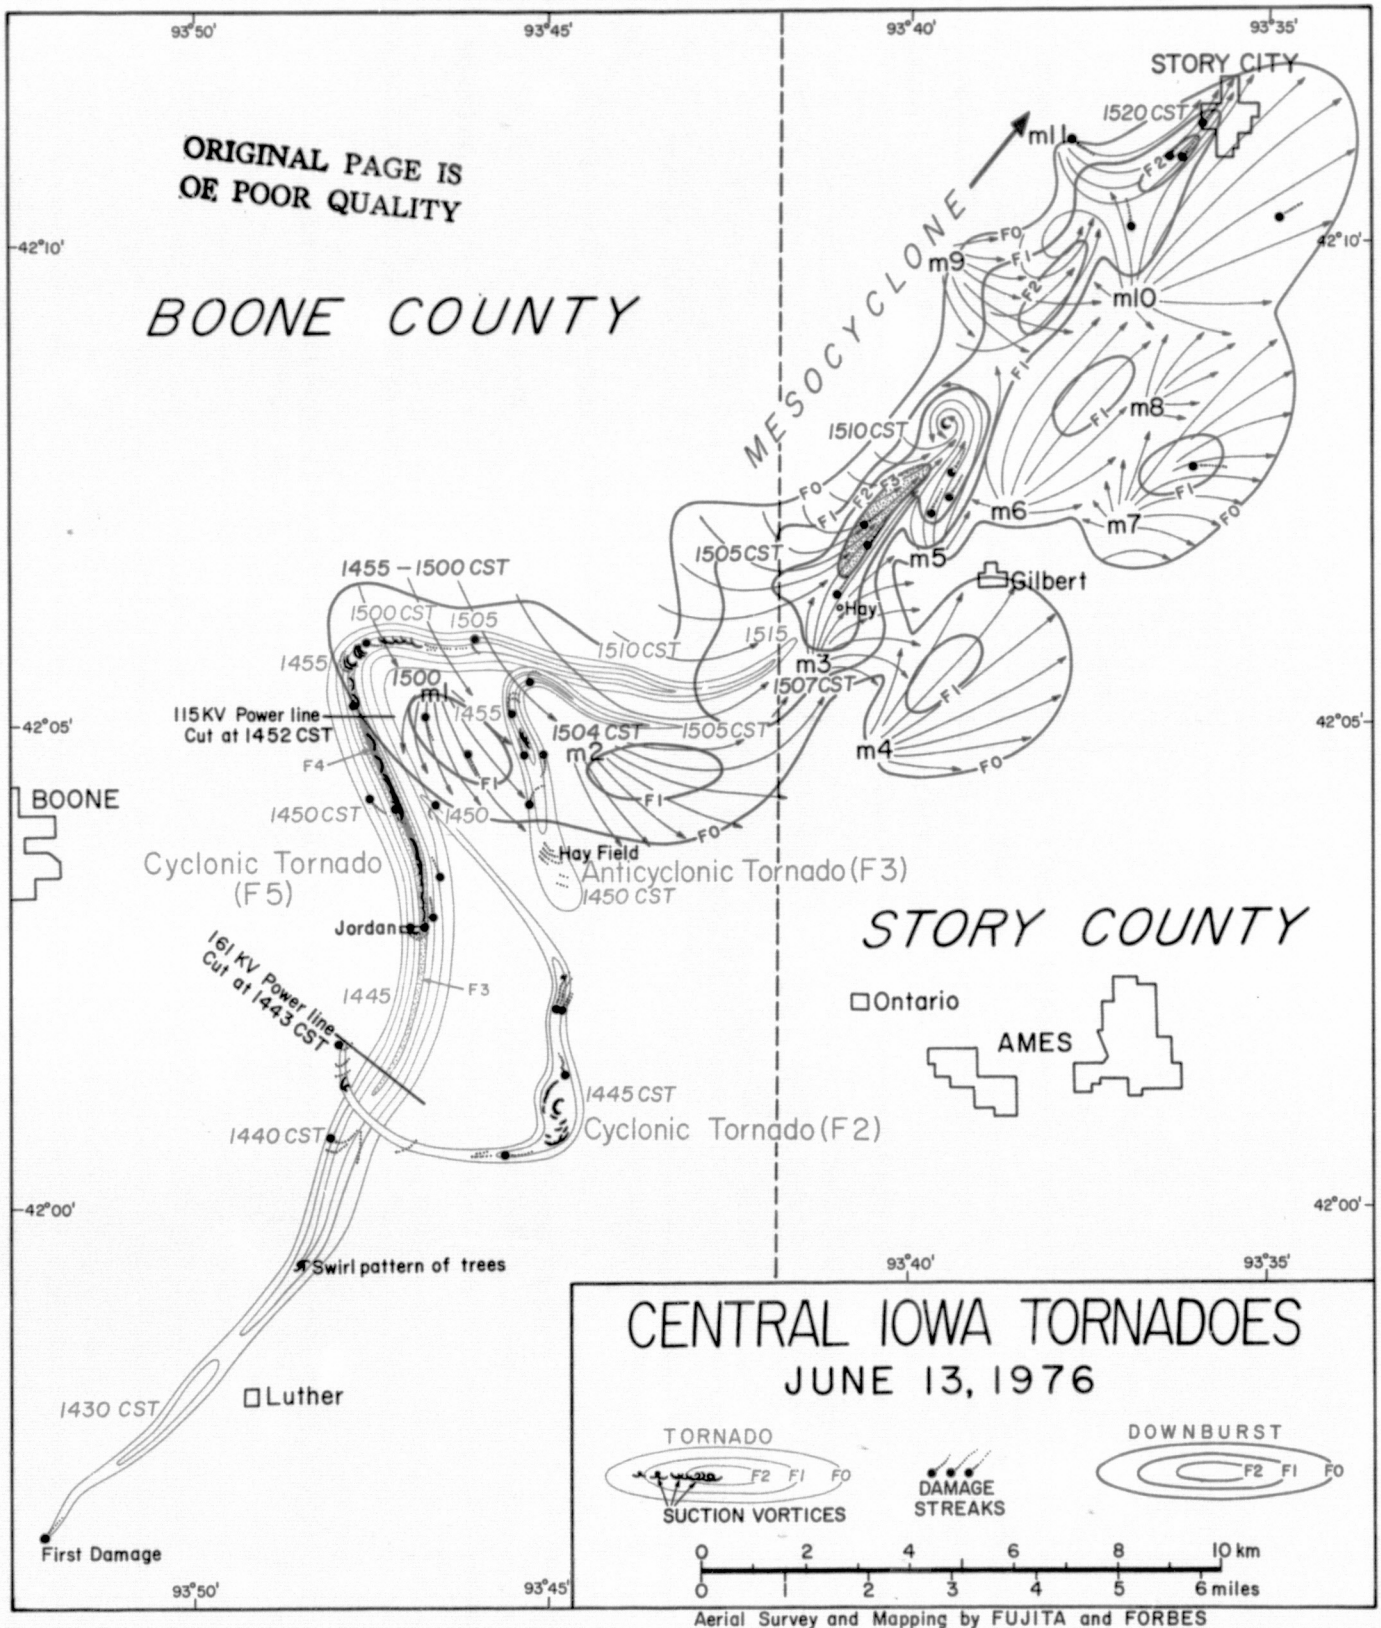 93°50'
93°45'
93°40'
93°35'
STORY CITY
1520 CST
m11
F2
ORIGINAL PAGE IS
OE POOR QUALITY
42°10'
42°10'
MESOCYCLONE
F0
F1
F2
m9
m10
BOONE COUNTY
F1
F1
m8
1510 CST
F0
F1
F2
F3
F1
F0
m6
m7
m5
1505 CST
Gilbert
Hay
1455 – 1500 CST
1500 CST
1505
1510 CST
1515
m3
1507 CST
1455
1500
m1
1455
F1
115 KV Power line
Cut at 1452 CST
1504 CST
1505 CST
m2
m4
F0
42°05'
42°05'
F4
F1
F1
F0
BOONE
1450 CST
1450
Hay Field
Cyclonic Tornado
(F5)
Anticyclonic Tornado (F3)
1450 CST
Jordan
STORY COUNTY
161 KV Power line
Cut at 1443 CST
1445
F3
Ontario
AMES
1445 CST
Cyclonic Tornado (F2)
1440 CST
42°00'
42°00'
Swirl pattern of trees
93°40'
93°35'
Luther
1430 CST
First Damage
93°50'
93°45'
CENTRAL IOWA TORNADOES
JUNE 13, 1976
TORNADO
F2 F1 F0
SUCTION VORTICES
DAMAGE
STREAKS
DOWNBURST
F2 F1 F0
0 2 4 6 8 10 km
0 1 2 3 4 5 6 miles
Aerial Survey and Mapping by FUJITA and FORBES